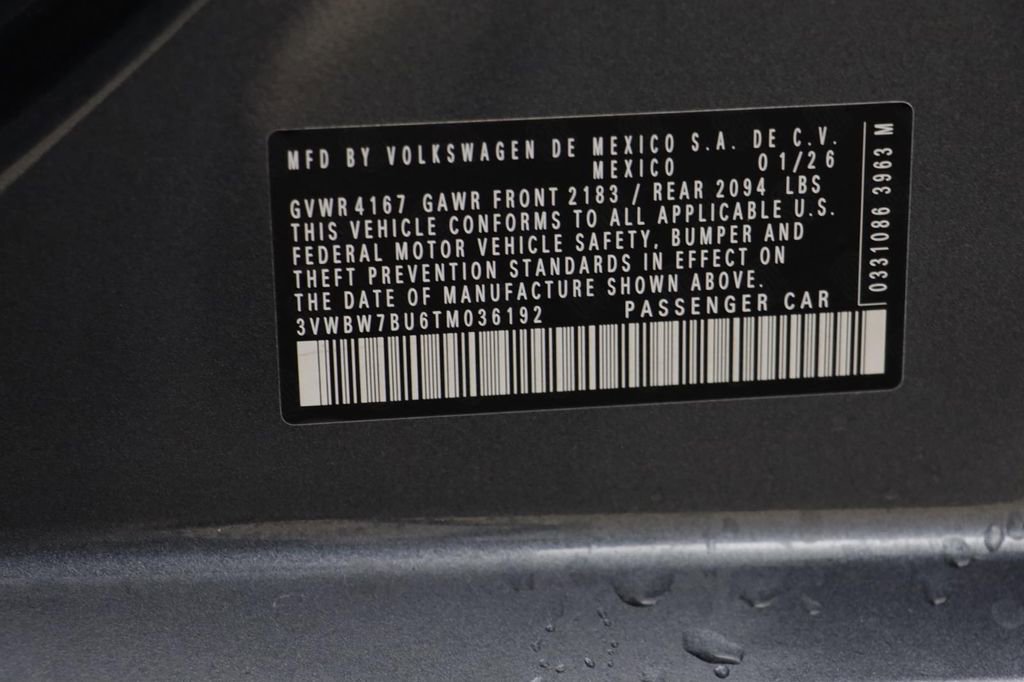 MFD BY VOLKSWAGEN DE MEXICO S.A. DE C.V.
MEXICO 01/26
GVWR 4167 GAWR FRONT 2183 / REAR 2094 LBS
THIS VEHICLE CONFORMS TO ALL APPLICABLE U.S.
FEDERAL MOTOR VEHICLE SAFETY, BUMPER AND
THEFT PREVENTION STANDARDS IN EFFECT ON
THE DATE OF MANUFACTURE SHOWN ABOVE.
3VWBW7BU6TM036192 PASSENGER CAR
0331086 3963 M